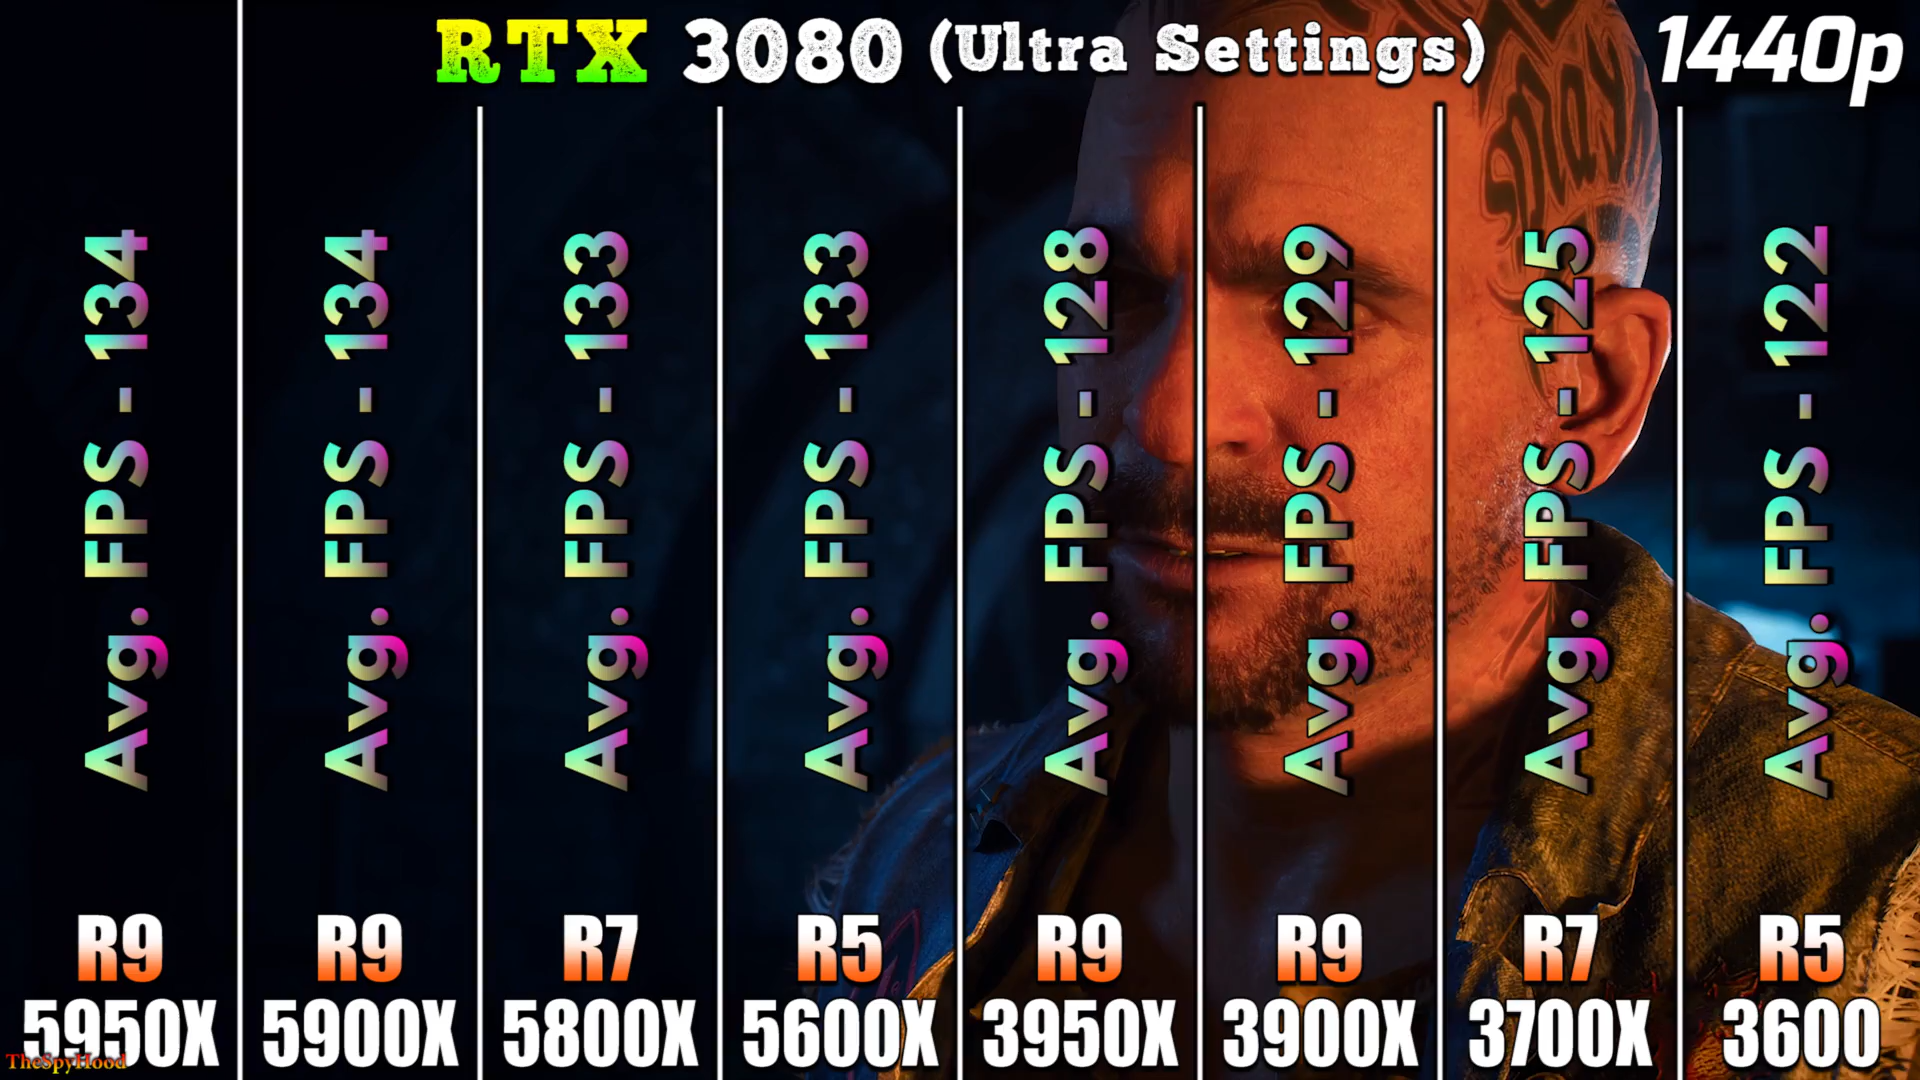 RTX 3080 (Ultra Settings)
1440p
Avg. FPS - 134
Avg. FPS - 134
Avg. FPS - 133
Avg. FPS - 133
Avg. FPS - 128
Avg. FPS - 129
Avg. FPS - 125
Avg. FPS - 122
R9
5950X
R9
5900X
R7
5800X
R5
5600X
R9
3950X
R9
3900X
R7
3700X
R5
3600
TheSpyHood